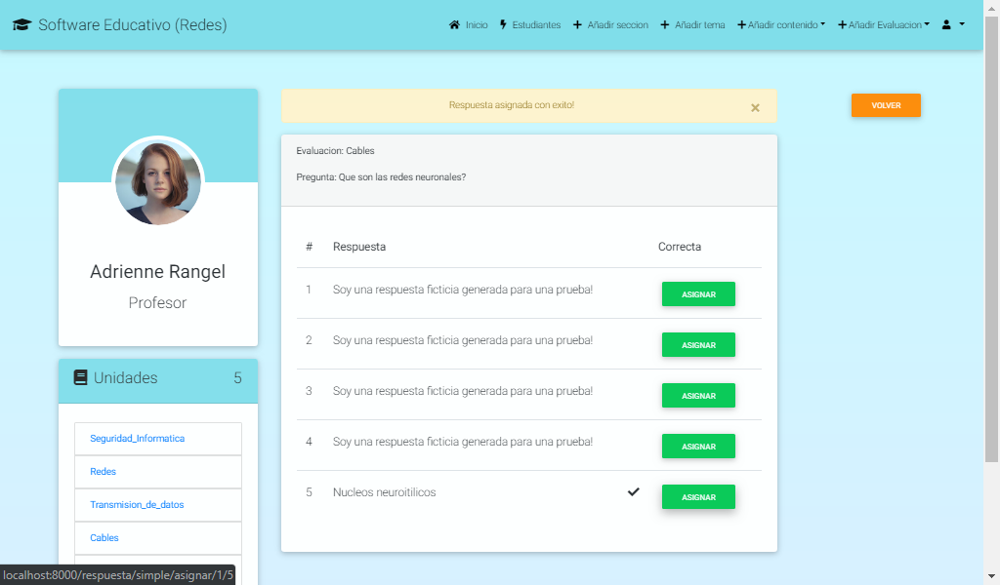 Software Educativo (Redes)
Inicio
Estudiantes
Añadir seccion
Añadir tema
Añadir contenido
Añadir Evaluacion
Respuesta asignada con exito!
×
VOLVER
Evaluacion: Cables
Pregunta: Que son las redes neuronales?
Adrienne Rangel
Profesor
# Respuesta Correcta
1 Soy una respuesta ficticia generada para una prueba! ASIGNAR
2 Soy una respuesta ficticia generada para una prueba! ASIGNAR
3 Soy una respuesta ficticia generada para una prueba! ASIGNAR
4 Soy una respuesta ficticia generada para una prueba! ASIGNAR
5 Nucleos neuroitilicos ASIGNAR
Unidades 5
Seguridad_Informatica
Redes
Transmision_de_datos
Cables
localhost:8000/respuesta/simple/asignar/1/5